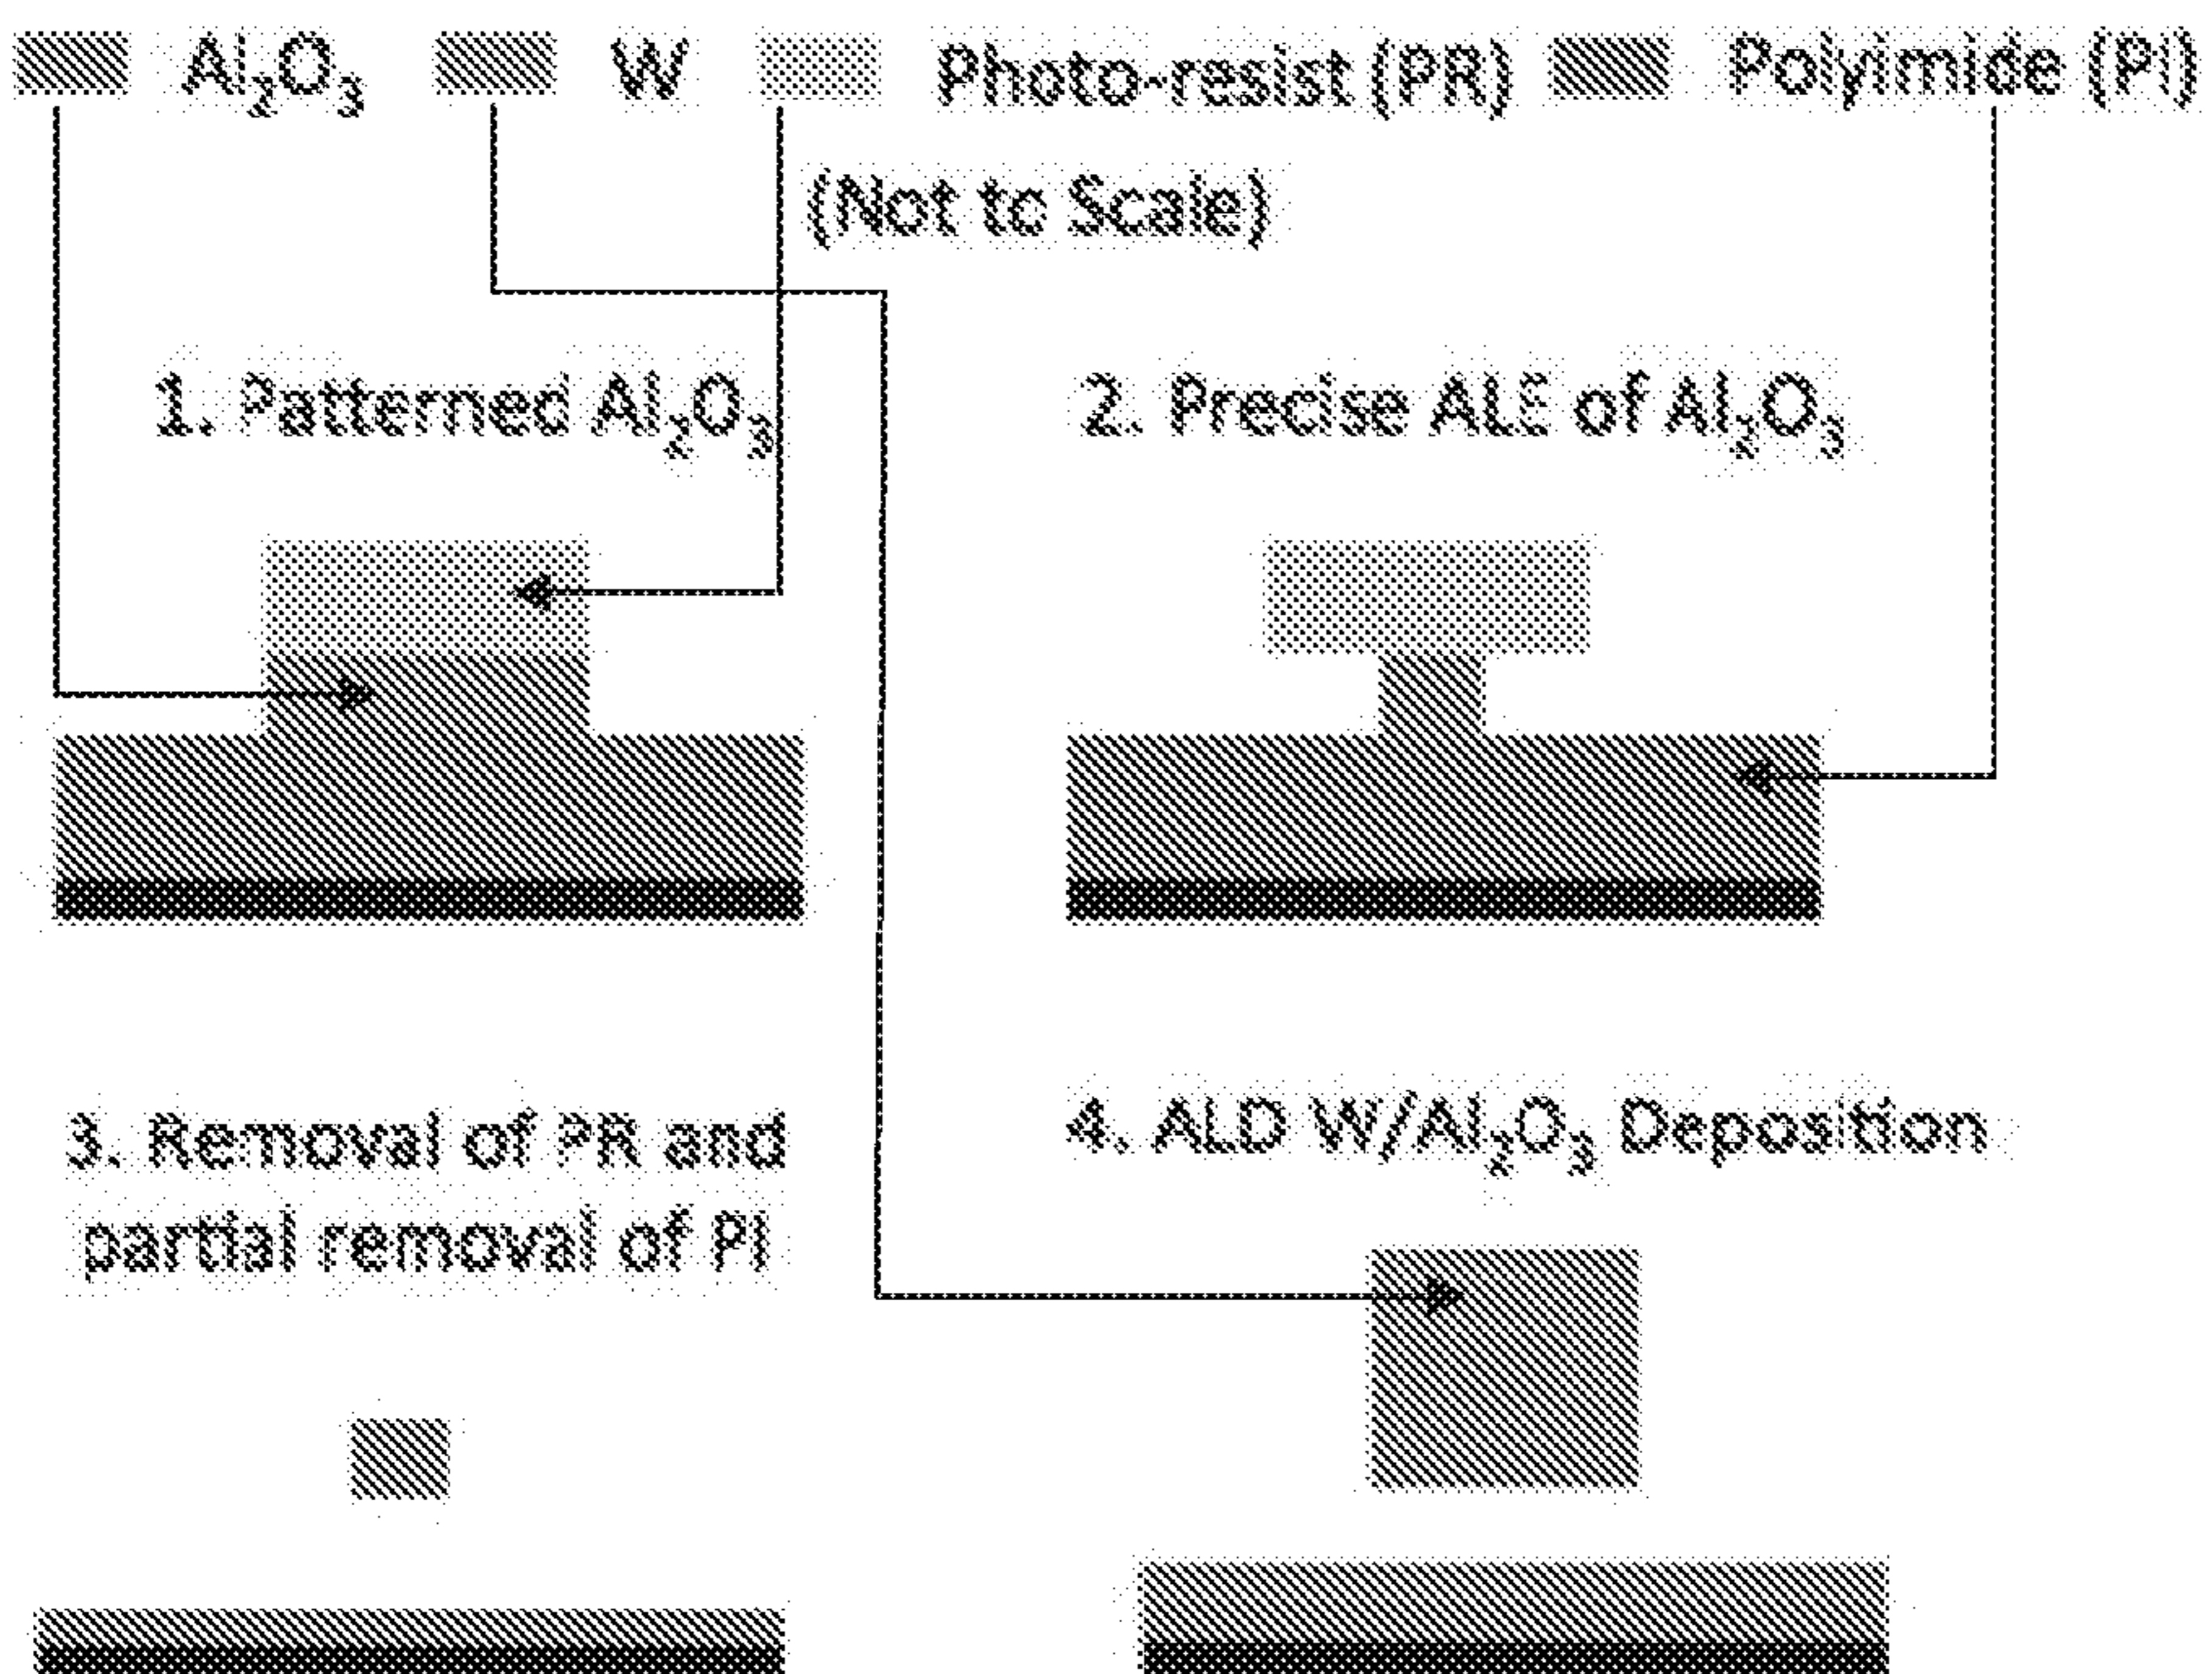 Al₂O₃ W Photo-resist (PR) Polyimide (PI)
(Not to Scale)
1. Patterned Al₂O₃
2. Precise ALE of Al₂O₃
3. Removal of PR and
partial removal of PI
4. ALD W/Al₂O₃ Deposition